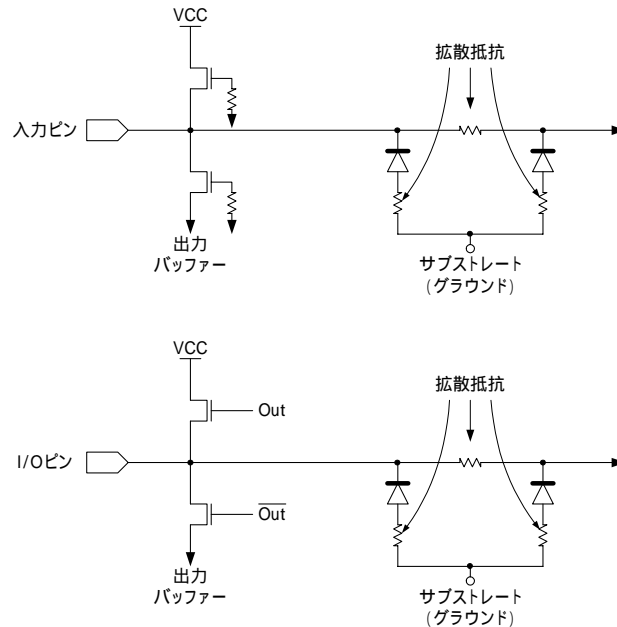 VCC
拡散抵抗
入力ピン
出力
バッファー
サブストレート
(グラウンド)
VCC
拡散抵抗
Out
I/Oピン
Out
出力
バッファー
サブストレート
(グラウンド)